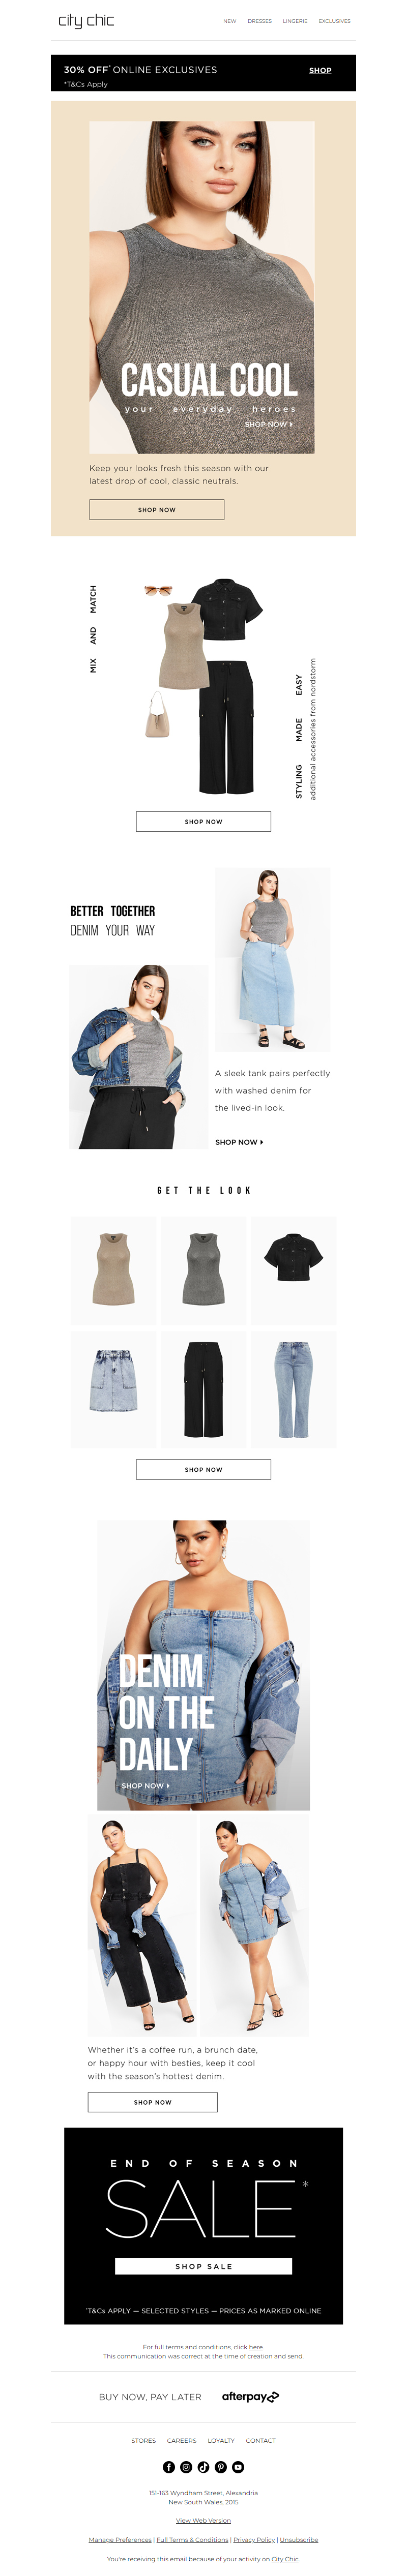 city chic
NEW DRESSES LINGERIE EXCLUSIVES
30% OFF* ONLINE EXCLUSIVES
SHOP
*T&Cs Apply
CASUAL COOL
your everyday heroes
SHOP NOW
Keep your looks fresh this season with our
latest drop of cool, classic neutrals.
SHOP NOW
MIX AND MATCH
STYLING MADE EASY
additional accessories from nordstorm
SHOP NOW
BETTER TOGETHER
DENIM YOUR WAY
A sleek tank pairs perfectly
with washed denim for
the lived-in look.
SHOP NOW
GET THE LOOK
SHOP NOW
DENIM
ON THE
DAILY
SHOP NOW
Whether it's a coffee run, a brunch date,
or happy hour with besties, keep it cool
with the season's hottest denim.
SHOP NOW
END OF SEASON
SALE*
SHOP SALE
*T&Cs APPLY — SELECTED STYLES — PRICES AS MARKED ONLINE
For full terms and conditions, click here.
This communication was correct at the time of creation and send.
BUY NOW, PAY LATER afterpay
STORES CAREERS LOYALTY CONTACT
151-163 Wyndham Street, Alexandria
New South Wales, 2015
View Web Version
Manage Preferences | Full Terms & Conditions | Privacy Policy | Unsubscribe
You're receiving this email because of your activity on City Chic.